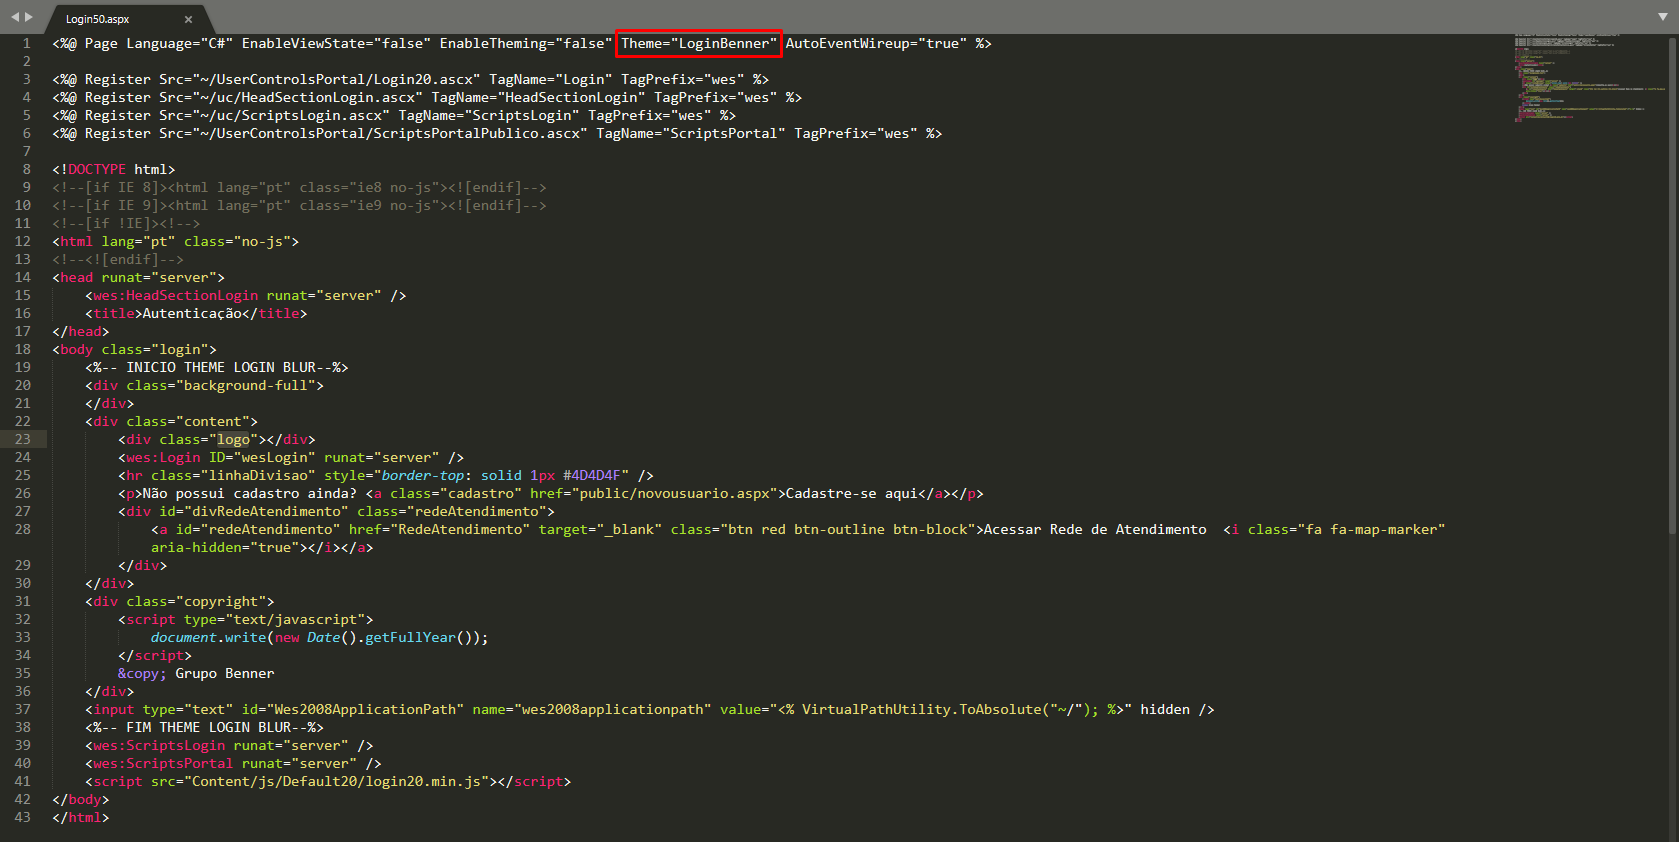 Login50.aspx
1 <%@ Page Language="C#" EnableViewState="false" EnableTheming="false" Theme="LoginBenner" AutoEventWireup="true" %>
2
3 <%@ Register Src="~/UserControlsPortal/Login20.ascx" TagName="Login" TagPrefix="wes" %>
4 <%@ Register Src="~/uc/HeadSectionLogin.ascx" TagName="HeadSectionLogin" TagPrefix="wes" %>
5 <%@ Register Src="~/uc/ScriptsLogin.ascx" TagName="ScriptsLogin" TagPrefix="wes" %>
6 <%@ Register Src="~/UserControlsPortal/ScriptsPortalPublico.ascx" TagName="ScriptsPortal" TagPrefix="wes" %>
7
8 <!DOCTYPE html>
9 <!--[if IE 8]><html lang="pt" class="ie8 no-js"><![endif]-->
10 <!--[if IE 9]><html lang="pt" class="ie9 no-js"><![endif]-->
11 <!--[if !IE]><!-->
12 <html lang="pt" class="no-js">
13 <!--<![endif]-->
14 <head runat="server">
15 <wes:HeadSectionLogin runat="server" />
16 <title>Autenticação</title>
17 </head>
18 <body class="login">
19 <%-- INICIO THEME LOGIN BLUR--%>
20 <div class="background-full">
21 </div>
22 <div class="content">
23 <div class="logo"></div>
24 <wes:Login ID="wesLogin" runat="server" />
25 <hr class="linhaDivisao" style="border-top: solid 1px #4D4D4F" />
26 <p>Não possui cadastro ainda? <a class="cadastro" href="public/novousuario.aspx">Cadastre-se aqui</a></p>
27 <div id="divRedeAtendimento" class="redeAtendimento">
28 <a id="redeAtendimento" href="RedeAtendimento" target="_blank" class="btn red btn-outline btn-block">Acessar Rede de Atendimento <i class="fa fa-map-marker"
aria-hidden="true"></i></a>
29 </div>
30 </div>
31 <div class="copyright">
32 <script type="text/javascript">
33 document.write(new Date().getFullYear());
34 </script>
35 &copy; Grupo Benner
36 </div>
37 <input type="text" id="Wes2008ApplicationPath" name="wes2008applicationpath" value="<% VirtualPathUtility.ToAbsolute("~/"); %>" hidden />
38 <%-- FIM THEME LOGIN BLUR--%>
39 <wes:ScriptsLogin runat="server" />
40 <wes:ScriptsPortal runat="server" />
41 <script src="Content/js/Default20/login20.min.js"></script>
42 </body>
43 </html>